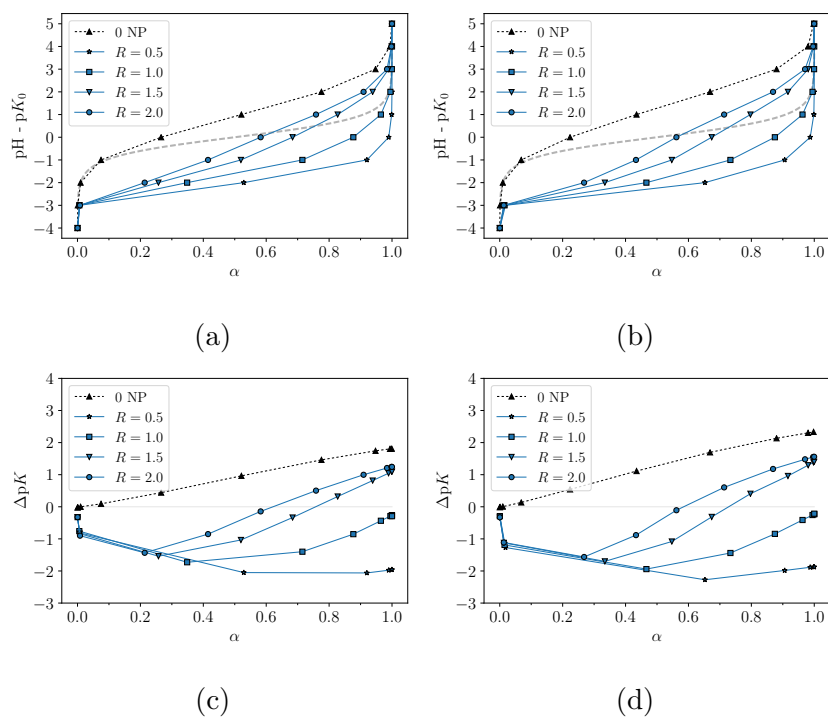 5
4
3
2
1
0
−1
−2
−3
−4
pH - pK₀
0 NP
R = 0.5
R = 1.0
R = 1.5
R = 2.0
0.0 0.2 0.4 0.6 0.8 1.0
α
(a)
5
4
3
2
1
0
−1
−2
−3
−4
pH - pK₀
0 NP
R = 0.5
R = 1.0
R = 1.5
R = 2.0
0.0 0.2 0.4 0.6 0.8 1.0
α
(b)
4
3
2
1
0
−1
−2
−3
ΔpK
0 NP
R = 0.5
R = 1.0
R = 1.5
R = 2.0
0.0 0.2 0.4 0.6 0.8 1.0
α
(c)
4
3
2
1
0
−1
−2
−3
ΔpK
0 NP
R = 0.5
R = 1.0
R = 1.5
R = 2.0
0.0 0.2 0.4 0.6 0.8 1.0
α
(d)